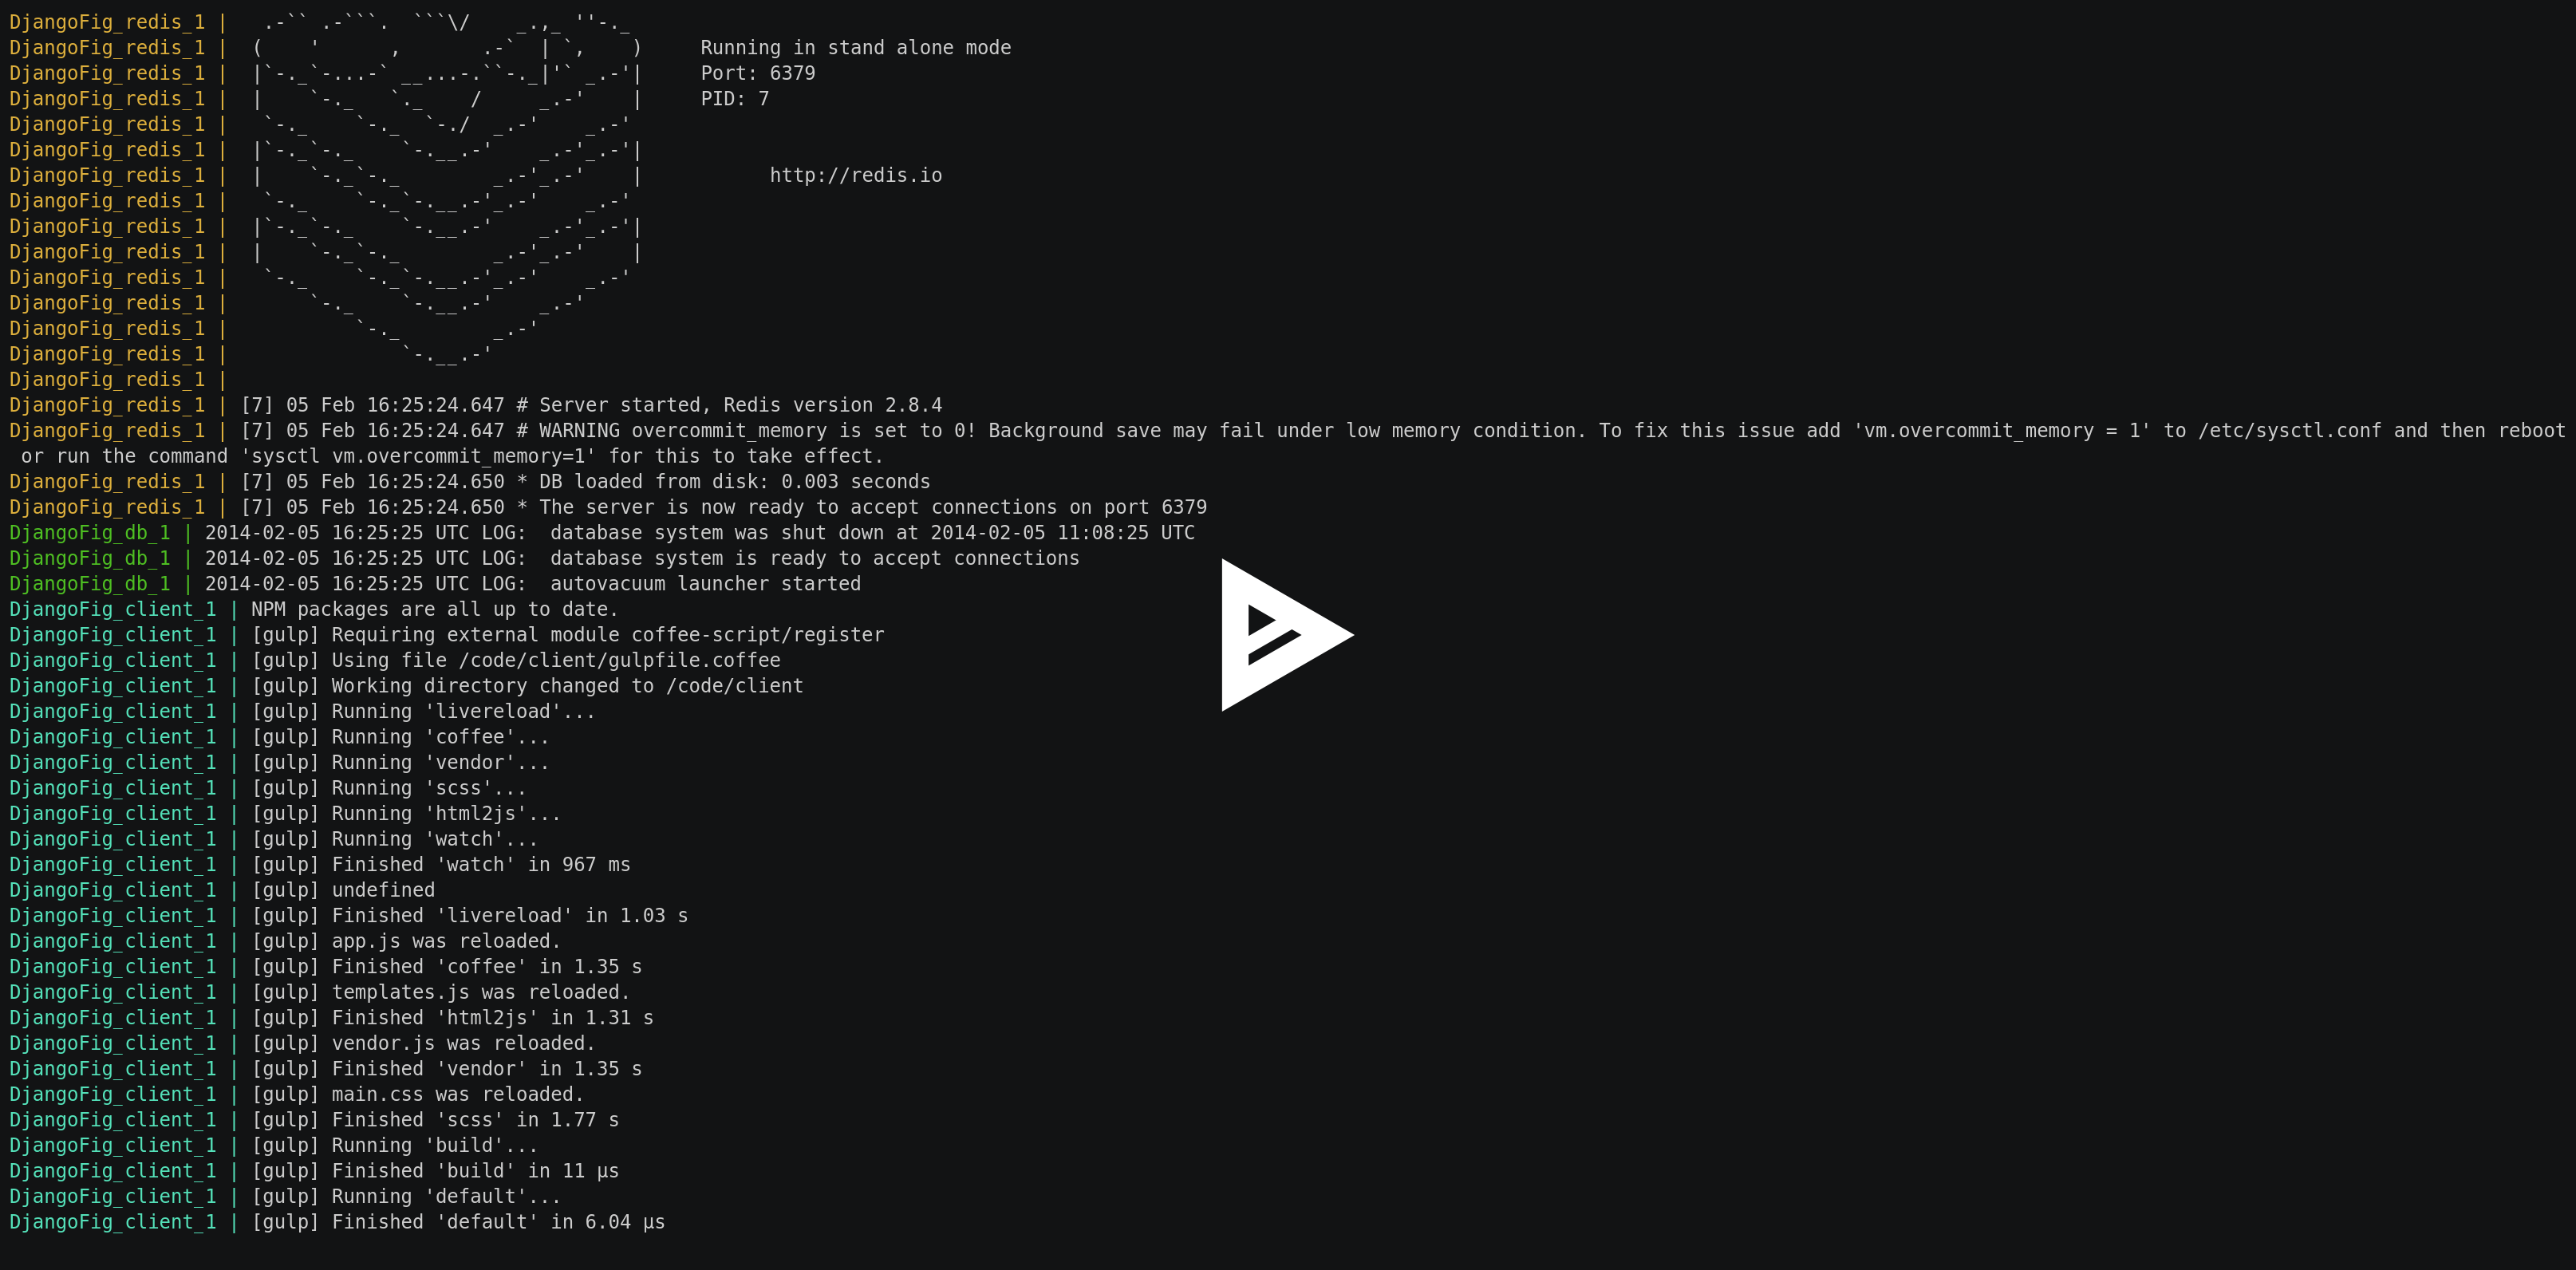 DjangoFig_redis_1 |   .-`` .-```.  ```\/    _.,_ ''-._
DjangoFig_redis_1 |  (    '      ,       .-`  | `,    )     Running in stand alone mode
DjangoFig_redis_1 |  |`-._`-...-` __...-.``-._|'` _.-'|     Port: 6379
DjangoFig_redis_1 |  |    `-._   `._    /     _.-'    |     PID: 7
DjangoFig_redis_1 |   `-._    `-._  `-./  _.-'    _.-'
DjangoFig_redis_1 |  |`-._`-._    `-.__.-'    _.-'_.-'|
DjangoFig_redis_1 |  |    `-._`-._        _.-'_.-'    |           http://redis.io
DjangoFig_redis_1 |   `-._    `-._`-.__.-'_.-'    _.-'
DjangoFig_redis_1 |  |`-._`-._    `-.__.-'    _.-'_.-'|
DjangoFig_redis_1 |  |    `-._`-._        _.-'_.-'    |
DjangoFig_redis_1 |   `-._    `-._`-.__.-'_.-'    _.-'
DjangoFig_redis_1 |       `-._    `-.__.-'    _.-'
DjangoFig_redis_1 |           `-._        _.-'
DjangoFig_redis_1 |               `-.__.-'
DjangoFig_redis_1 |
DjangoFig_redis_1 | [7] 05 Feb 16:25:24.647 # Server started, Redis version 2.8.4
DjangoFig_redis_1 | [7] 05 Feb 16:25:24.647 # WARNING overcommit_memory is set to 0! Background save may fail under low memory condition. To fix this issue add 'vm.overcommit_memory = 1' to /etc/sysctl.conf and then reboot
or run the command 'sysctl vm.overcommit_memory=1' for this to take effect.
DjangoFig_redis_1 | [7] 05 Feb 16:25:24.650 * DB loaded from disk: 0.003 seconds
DjangoFig_redis_1 | [7] 05 Feb 16:25:24.650 * The server is now ready to accept connections on port 6379
DjangoFig_db_1 | 2014-02-05 16:25:25 UTC LOG:  database system was shut down at 2014-02-05 11:08:25 UTC
DjangoFig_db_1 | 2014-02-05 16:25:25 UTC LOG:  database system is ready to accept connections
DjangoFig_db_1 | 2014-02-05 16:25:25 UTC LOG:  autovacuum launcher started
DjangoFig_client_1 | NPM packages are all up to date.
DjangoFig_client_1 | [gulp] Requiring external module coffee-script/register
DjangoFig_client_1 | [gulp] Using file /code/client/gulpfile.coffee
DjangoFig_client_1 | [gulp] Working directory changed to /code/client
DjangoFig_client_1 | [gulp] Running 'livereload'...
DjangoFig_client_1 | [gulp] Running 'coffee'...
DjangoFig_client_1 | [gulp] Running 'vendor'...
DjangoFig_client_1 | [gulp] Running 'scss'...
DjangoFig_client_1 | [gulp] Running 'html2js'...
DjangoFig_client_1 | [gulp] Running 'watch'...
DjangoFig_client_1 | [gulp] Finished 'watch' in 967 ms
DjangoFig_client_1 | [gulp] undefined
DjangoFig_client_1 | [gulp] Finished 'livereload' in 1.03 s
DjangoFig_client_1 | [gulp] app.js was reloaded.
DjangoFig_client_1 | [gulp] Finished 'coffee' in 1.35 s
DjangoFig_client_1 | [gulp] templates.js was reloaded.
DjangoFig_client_1 | [gulp] Finished 'html2js' in 1.31 s
DjangoFig_client_1 | [gulp] vendor.js was reloaded.
DjangoFig_client_1 | [gulp] Finished 'vendor' in 1.35 s
DjangoFig_client_1 | [gulp] main.css was reloaded.
DjangoFig_client_1 | [gulp] Finished 'scss' in 1.77 s
DjangoFig_client_1 | [gulp] Running 'build'...
DjangoFig_client_1 | [gulp] Finished 'build' in 11 μs
DjangoFig_client_1 | [gulp] Running 'default'...
DjangoFig_client_1 | [gulp] Finished 'default' in 6.04 μs